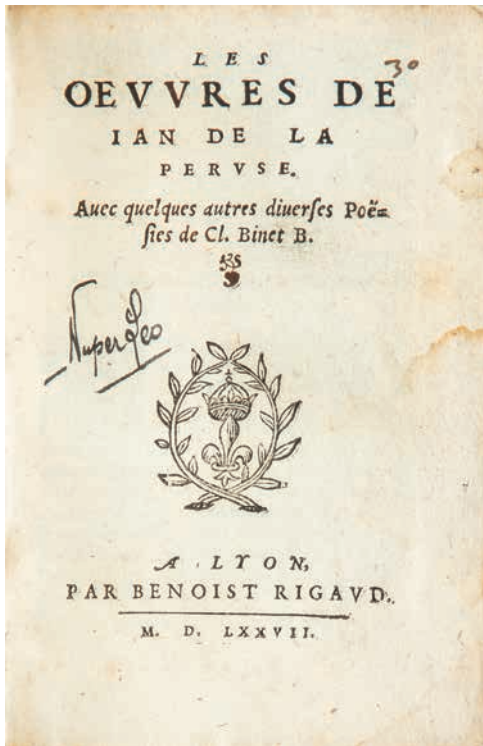 LES
30
OEVVRES DE
IAN DE LA
PERVSE.
Auec quelques autres diuerſes Poë=
ſies de Cl. Binet B.
A LYON,
PAR BENOIST RIGAVD.
M. D. LXXVII.